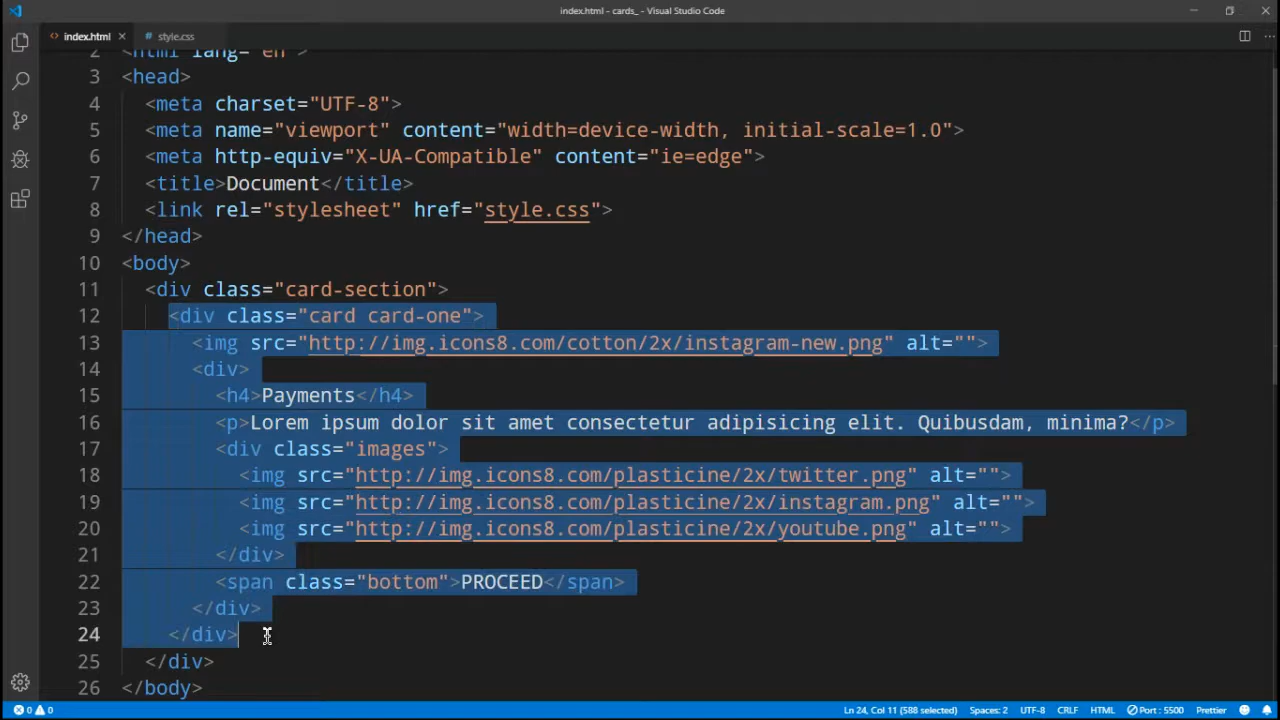 index.html - cards_ - Visual Studio Code
index.html
style.css
2 <html lang="en">
3 <head>
4 <meta charset="UTF-8">
5 <meta name="viewport" content="width=device-width, initial-scale=1.0">
6 <meta http-equiv="X-UA-Compatible" content="ie=edge">
7 <title>Document</title>
8 <link rel="stylesheet" href="style.css">
9 </head>
10 <body>
11 <div class="card-section">
12 <div class="card card-one">
13 <img src="http://img.icons8.com/cotton/2x/instagram-new.png" alt="">
14 <div>
15 <h4>Payments</h4>
16 <p>Lorem ipsum dolor sit amet consectetur adipisicing elit. Quibusdam, minima?</p>
17 <div class="images">
18 <img src="http://img.icons8.com/plasticine/2x/twitter.png" alt="">
19 <img src="http://img.icons8.com/plasticine/2x/instagram.png" alt="">
20 <img src="http://img.icons8.com/plasticine/2x/youtube.png" alt="">
21 </div>
22 <span class="bottom">PROCEED</span>
23 </div>
24 </div>
25 </div>
26 </body>
0 0 Ln 24, Col 11 (588 selected) Spaces: 2 UTF-8 CRLF HTML Port : 5500 Prettier